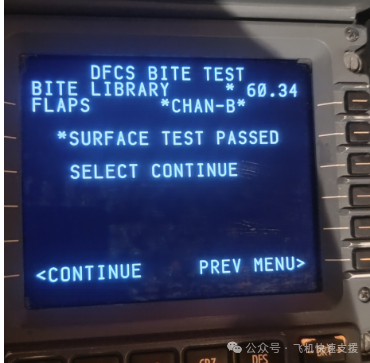 DFCS BITE TEST
BITE LIBRARY * 60.34
FLAPS *CHAN-B*
*SURFACE TEST PASSED
SELECT CONTINUE
<CONTINUE PREV MENU>
公众号 · 飞机快速支援
DES